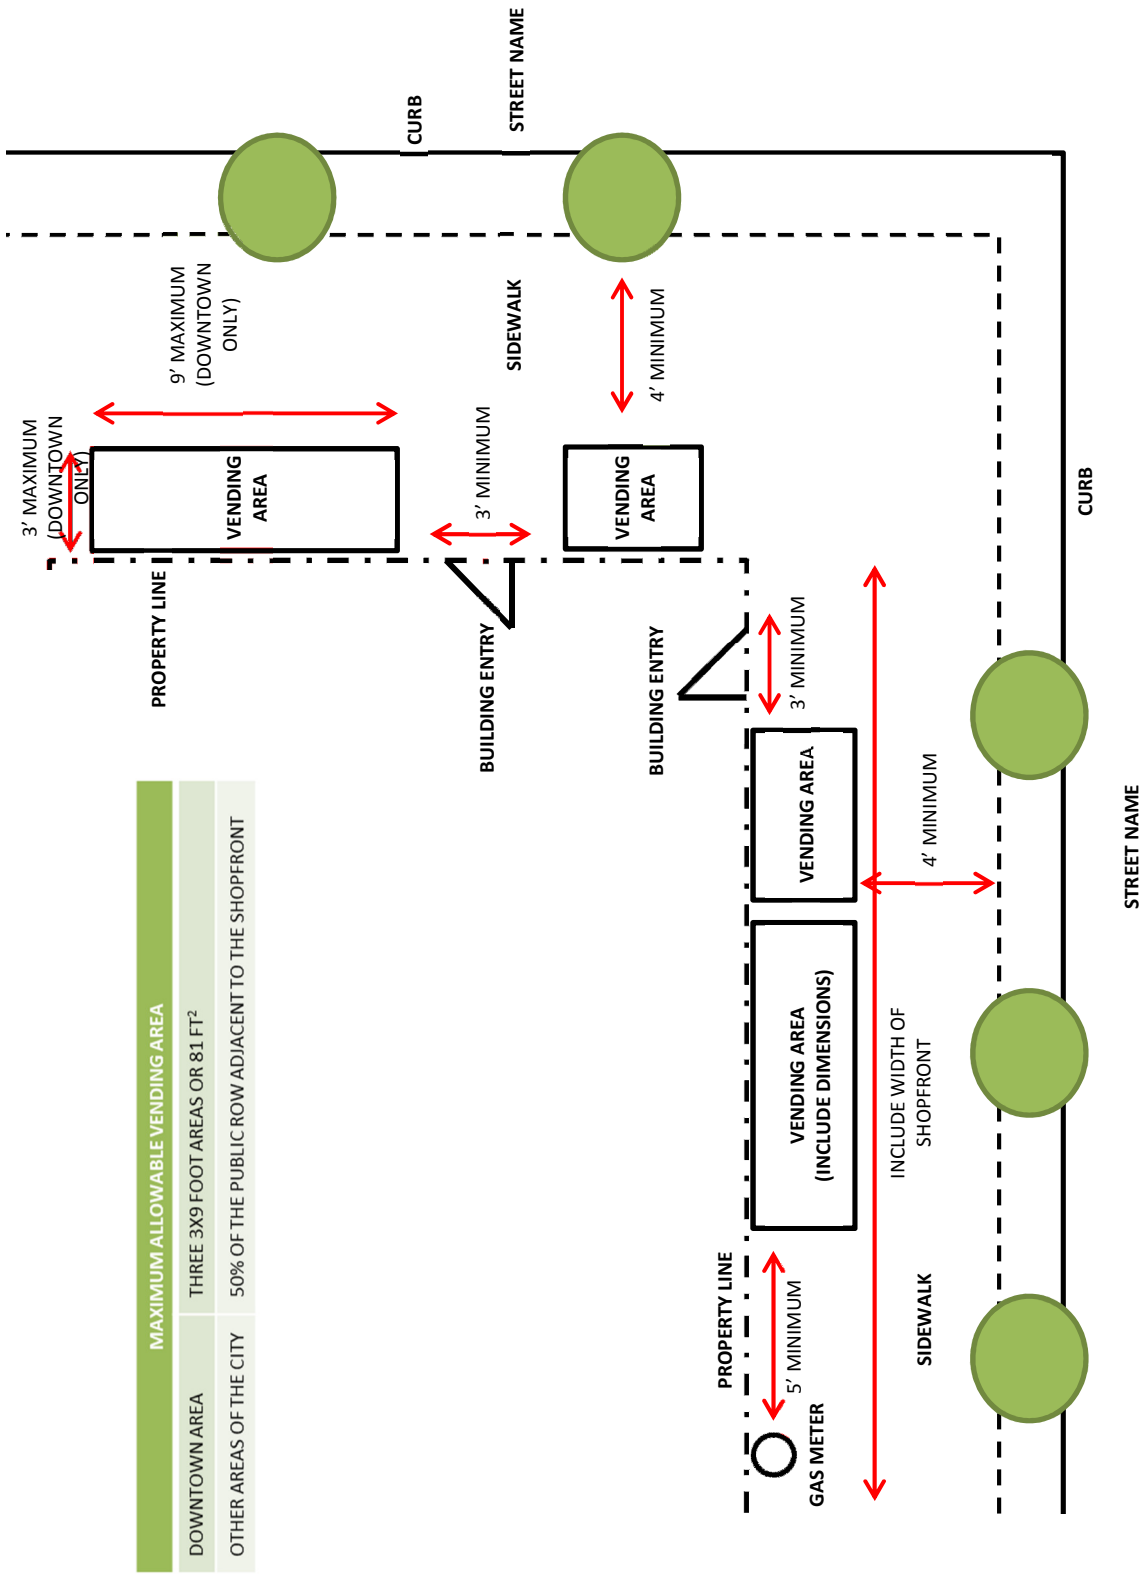 MAXIMUM ALLOWABLE VENDING AREA
DOWNTOWN AREA THREE 3X9 FOOT AREAS OR 81 FT²
OTHER AREAS OF THE CITY 50% OF THE PUBLIC ROW ADJACENT TO THE SHOPFRONT
3’ MAXIMUM
(DOWNTOWN
ONLY)
9’ MAXIMUM
(DOWNTOWN
ONLY)
PROPERTY LINE
VENDING
AREA
CURB
STREET NAME
BUILDING ENTRY
3’ MINIMUM
SIDEWALK
VENDING
AREA
4’ MINIMUM
BUILDING ENTRY
3’ MINIMUM
PROPERTY LINE
5’ MINIMUM
GAS METER
VENDING AREA
(INCLUDE DIMENSIONS)
VENDING AREA
INCLUDE WIDTH OF
SHOPFRONT
4’ MINIMUM
SIDEWALK
CURB
STREET NAME